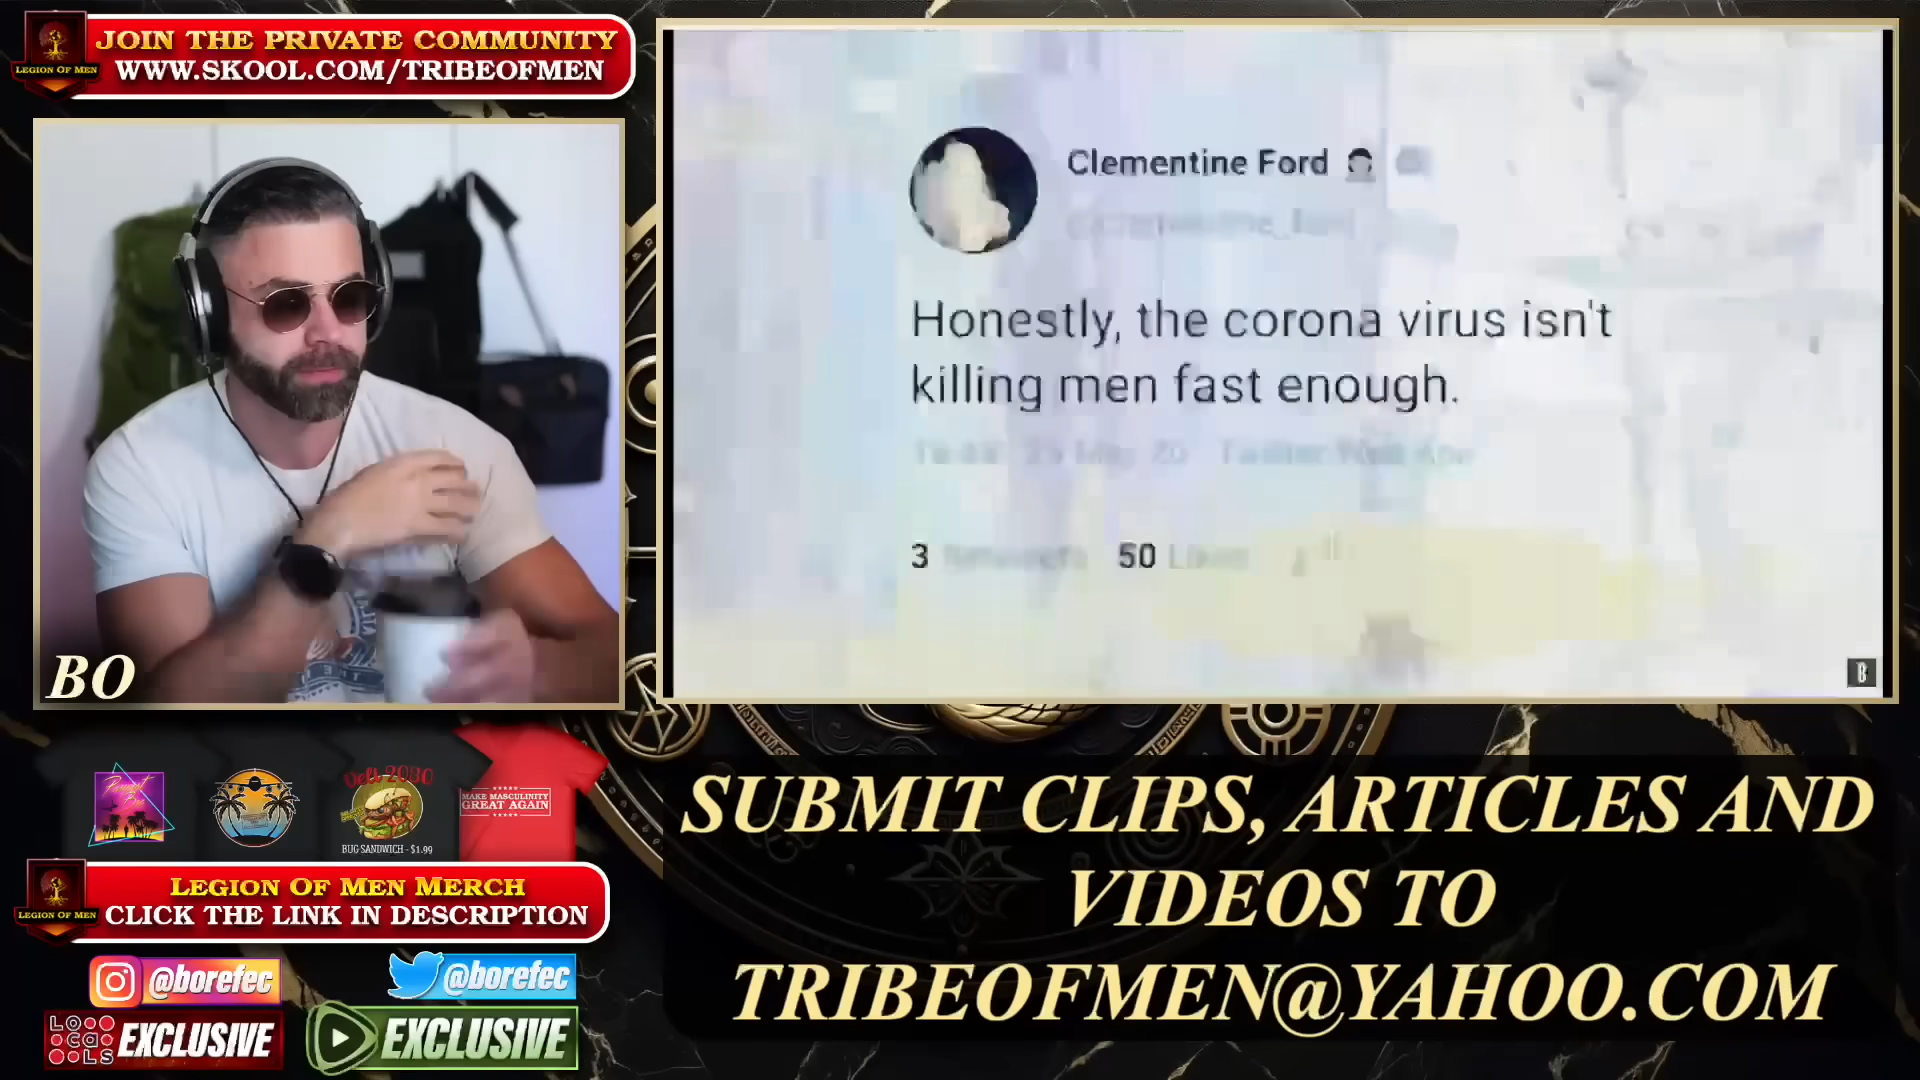 JOIN THE PRIVATE COMMUNITY
WWW.SKOOL.COM/TRIBEOFMEN
LEGION OF MEN
Clementine Ford
Honestly, the corona virus isn't
killing men fast enough.
3 50
BO
Delt 2030
BUG SANDWICH - $1.99
MAKE MASCULINITY
GREAT AGAIN
LEGION OF MEN MERCH
CLICK THE LINK IN DESCRIPTION
LEGION OF MEN
@borefec
@borefec
LOCALS
EXCLUSIVE
EXCLUSIVE
SUBMIT CLIPS, ARTICLES AND
VIDEOS TO
TRIBEOFMEN@YAHOO.COM